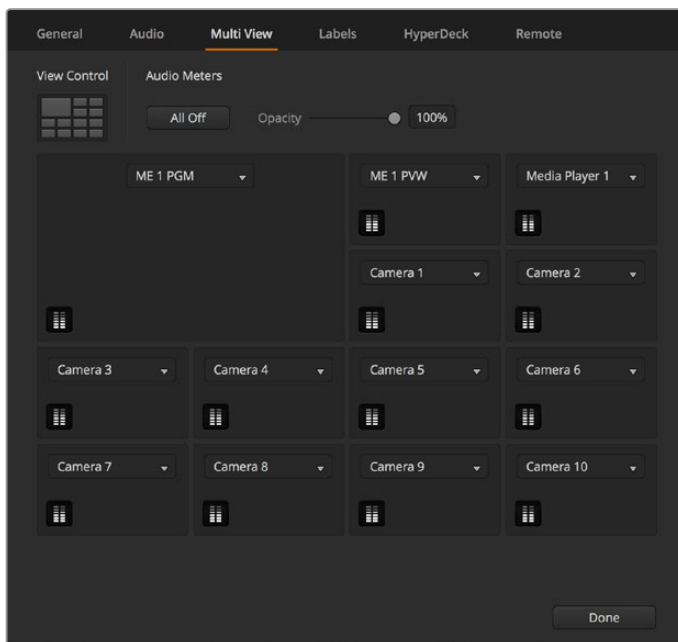 General Audio Multi View Labels HyperDeck Remote
View Control Audio Meters
All Off Opacity 100%
ME 1 PGM ME 1 PVW Media Player 1
Camera 1 Camera 2
Camera 3 Camera 4 Camera 5 Camera 6
Camera 7 Camera 8 Camera 9 Camera 10
Done